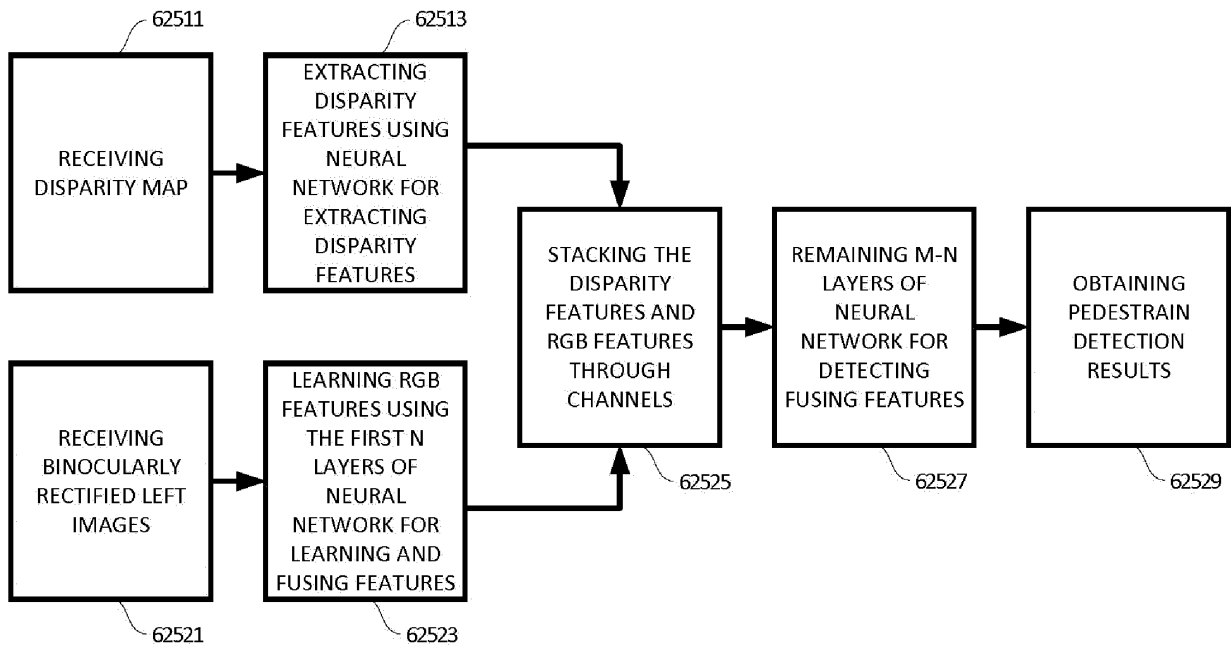 62511
62513
RECEIVING
DISPARITY MAP
EXTRACTING
DISPARITY
FEATURES USING
NEURAL
NETWORK FOR
EXTRACTING
DISPARITY
FEATURES
STACKING THE
DISPARITY
FEATURES AND
RGB FEATURES
THROUGH
CHANNELS
REMAINING M-N
LAYERS OF
NEURAL
NETWORK FOR
DETECTING
FUSING FEATURES
OBTAINING
PEDESTRAIN
DETECTION
RESULTS
RECEIVING
BINOCULARLY
RECTIFIED LEFT
IMAGES
LEARNING RGB
FEATURES USING
THE FIRST N
LAYERS OF
NEURAL
NETWORK FOR
LEARNING AND
FUSING FEATURES
62525
62527
62529
62521
62523